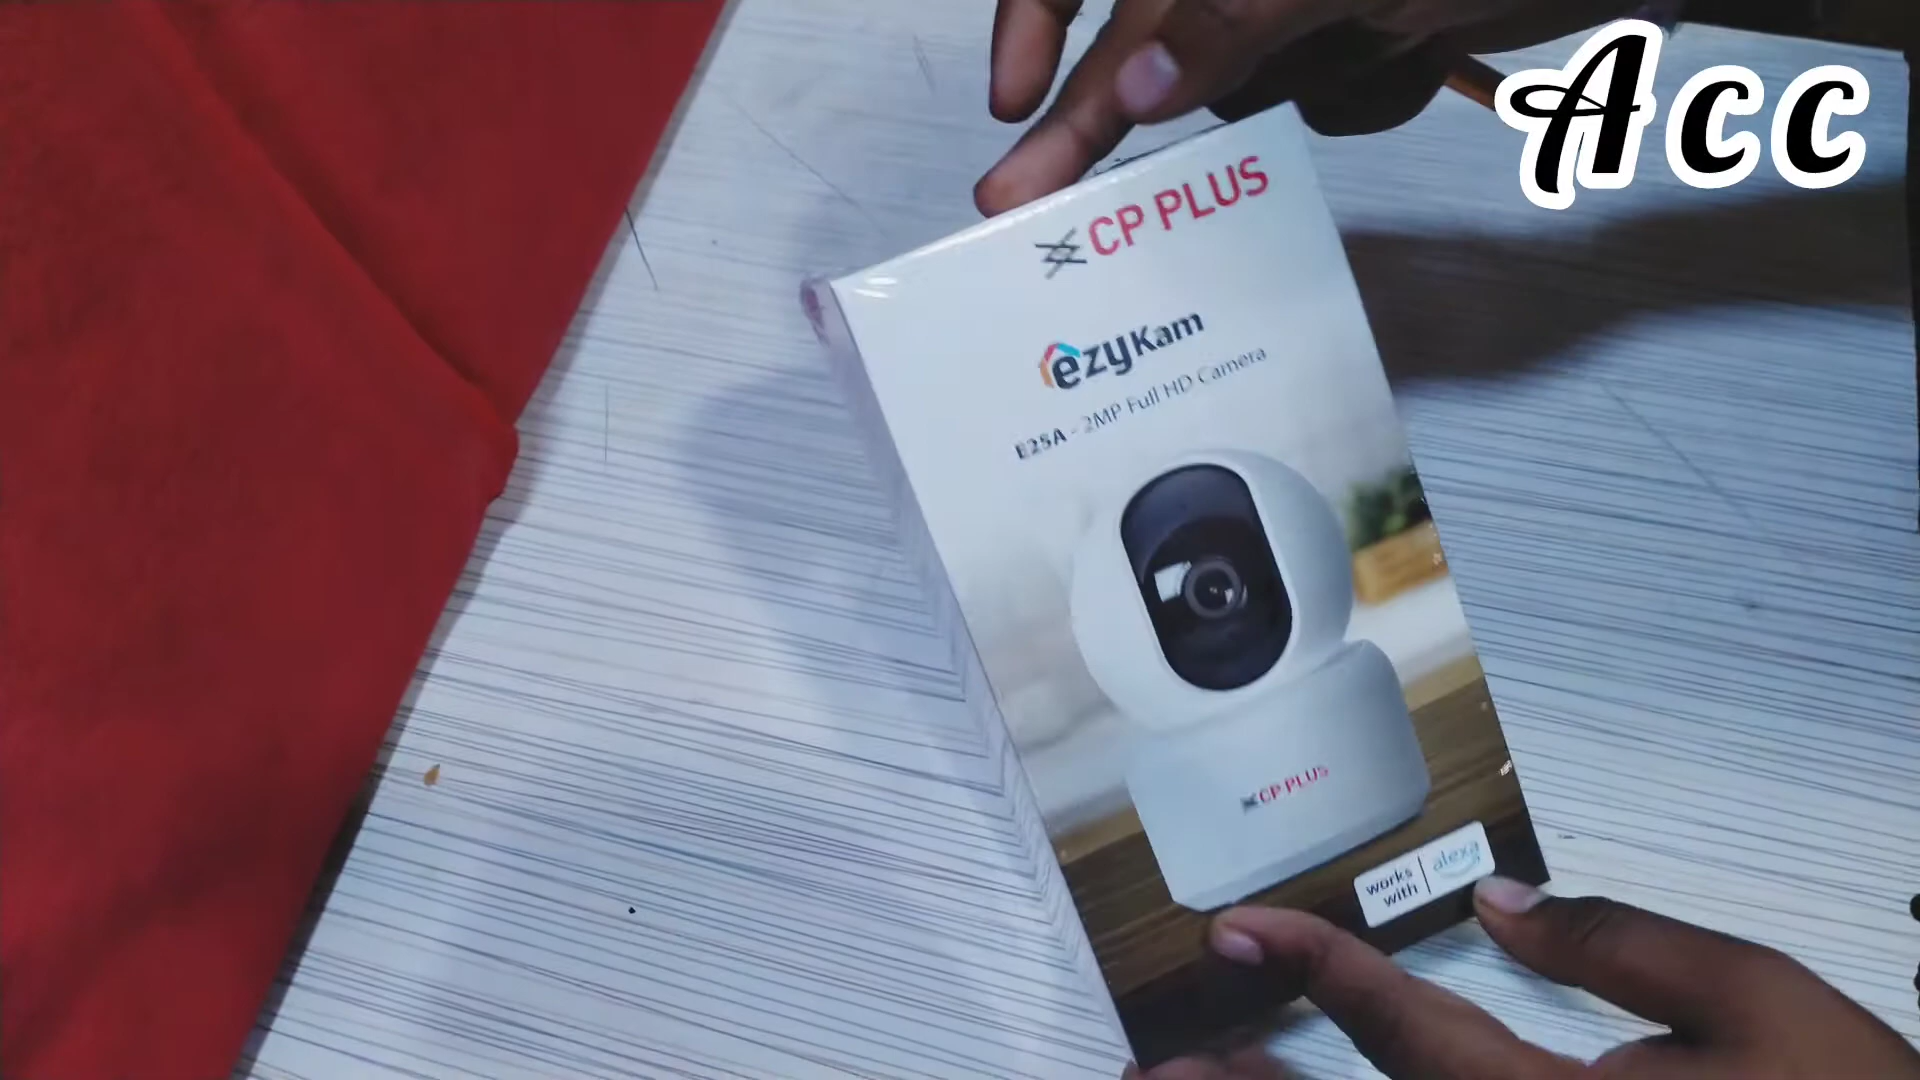 Acc
CP PLUS
ezykam
E25A - 2MP Full HD Camera
CP PLUS
works with
alexa